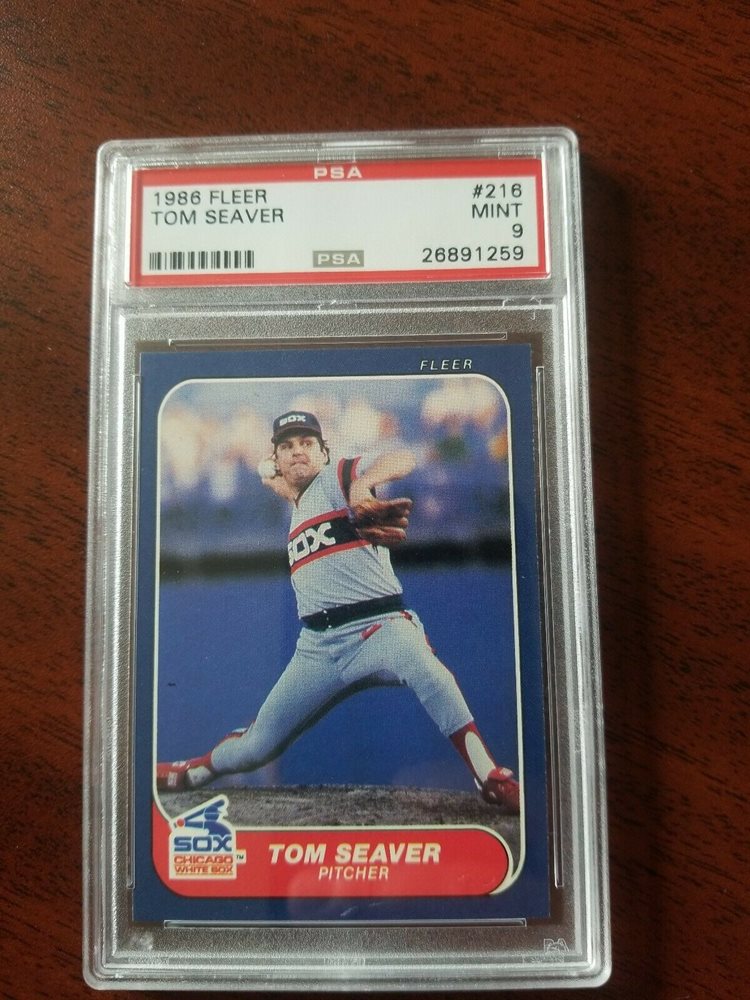 PSA
1986 FLEER #216
TOM SEAVER MINT
9
PSA 26891259
FLEER
SOX
SOX
SOX
CHICAGO
WHITE SOX
TM
TOM SEAVER
PITCHER